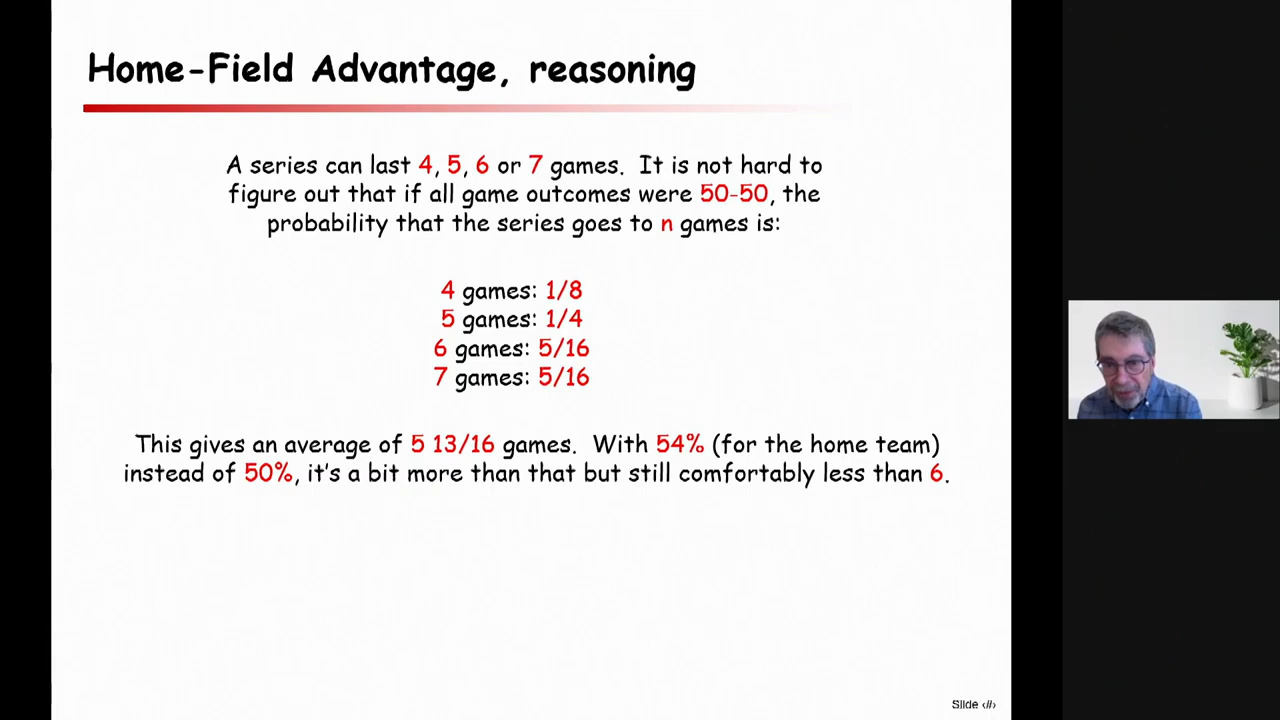 Home-Field Advantage, reasoning
A series can last 4, 5, 6 or 7 games. It is not hard to
figure out that if all game outcomes were 50-50, the
probability that the series goes to n games is:
4 games: 1/8
5 games: 1/4
6 games: 5/16
7 games: 5/16
This gives an average of 5 13/16 games. With 54% (for the home team)
instead of 50%, it's a bit more than that but still comfortably less than 6.
Slide ‹#›